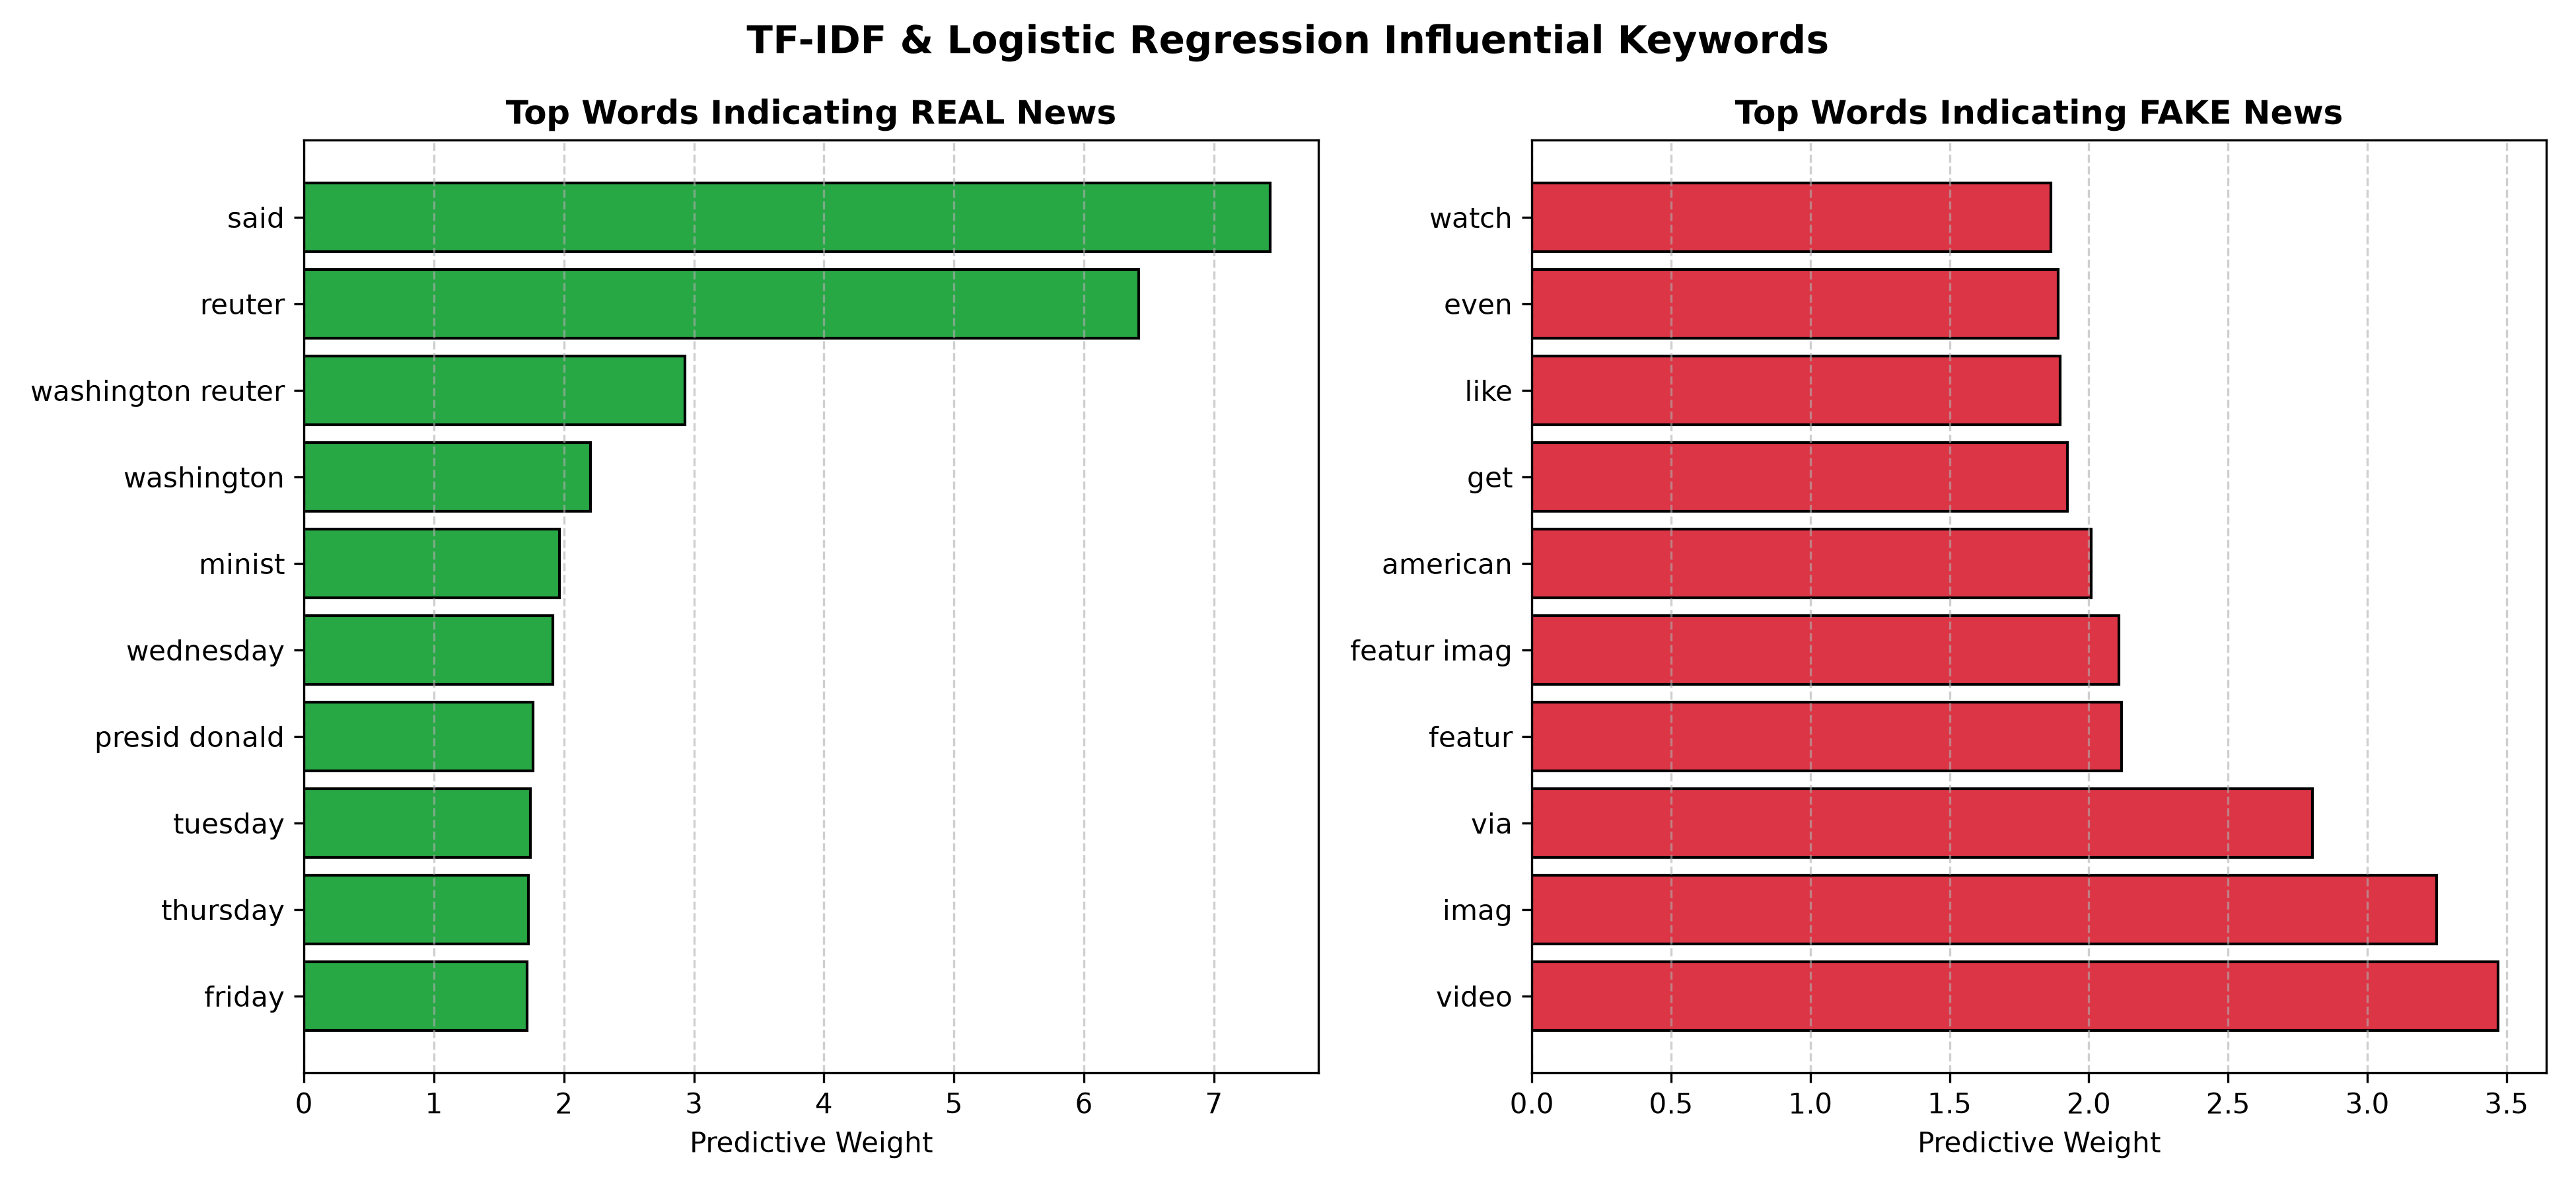 TF-IDF & Logistic Regression Influential Keywords
Top Words Indicating REAL News
said
reuter
washington reuter
washington
minist
wednesday
presid donald
tuesday
thursday
friday
0 1 2 3 4 5 6 7
Predictive Weight
Top Words Indicating FAKE News
watch
even
like
get
american
featur imag
featur
via
imag
video
0.0 0.5 1.0 1.5 2.0 2.5 3.0 3.5
Predictive Weight